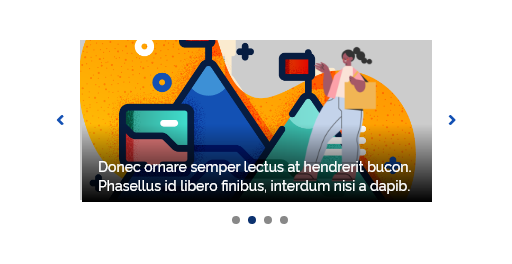 Donec ornare semper lectus at hendrerit bucon.
Phasellus id libero finibus, interdum nisi a dapib.